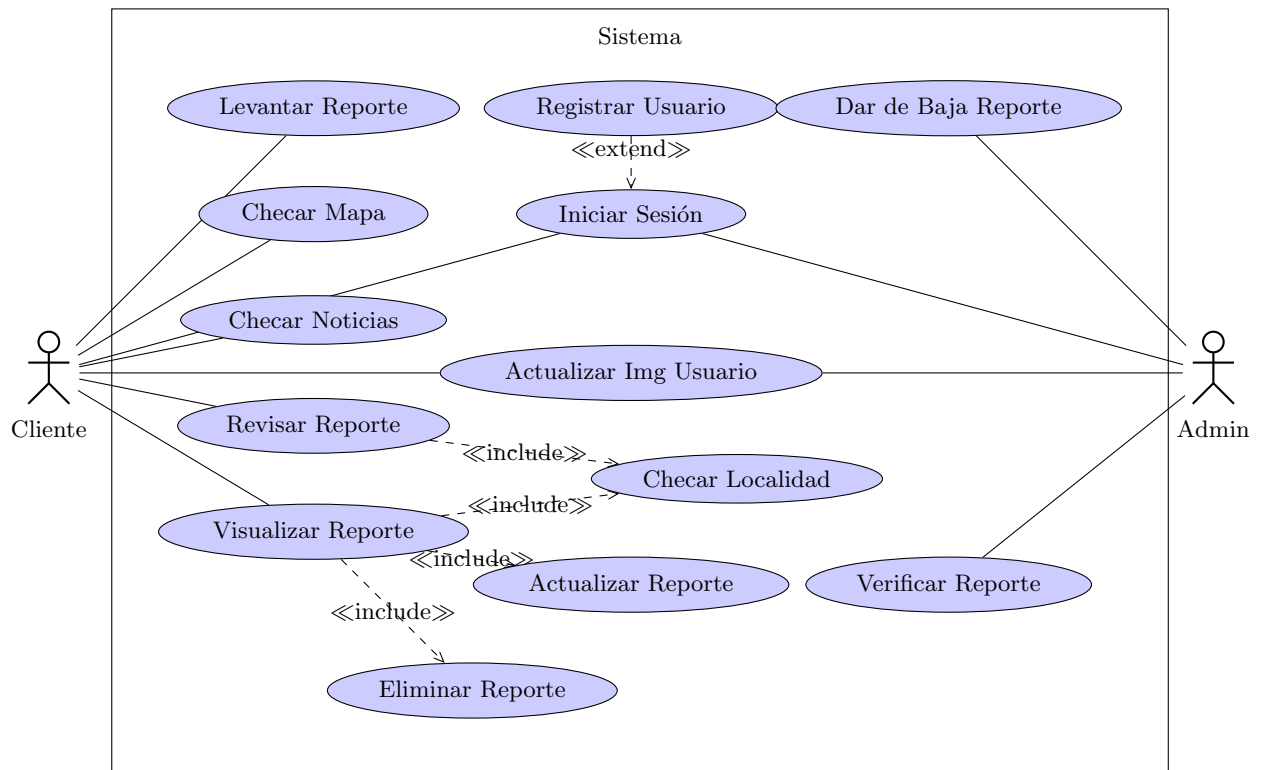 Sistema
Levantar Reporte
Registrar Usuario
Dar de Baja Reporte
≪extend≫
Checar Mapa
Iniciar Sesión
Checar Noticias
Actualizar Img Usuario
Cliente
Revisar Reporte
Admin
≪include≫
Checar Localidad
≪include≫
Visualizar Reporte
≪include≫
Actualizar Reporte
Verificar Reporte
≪include≫
Eliminar Reporte